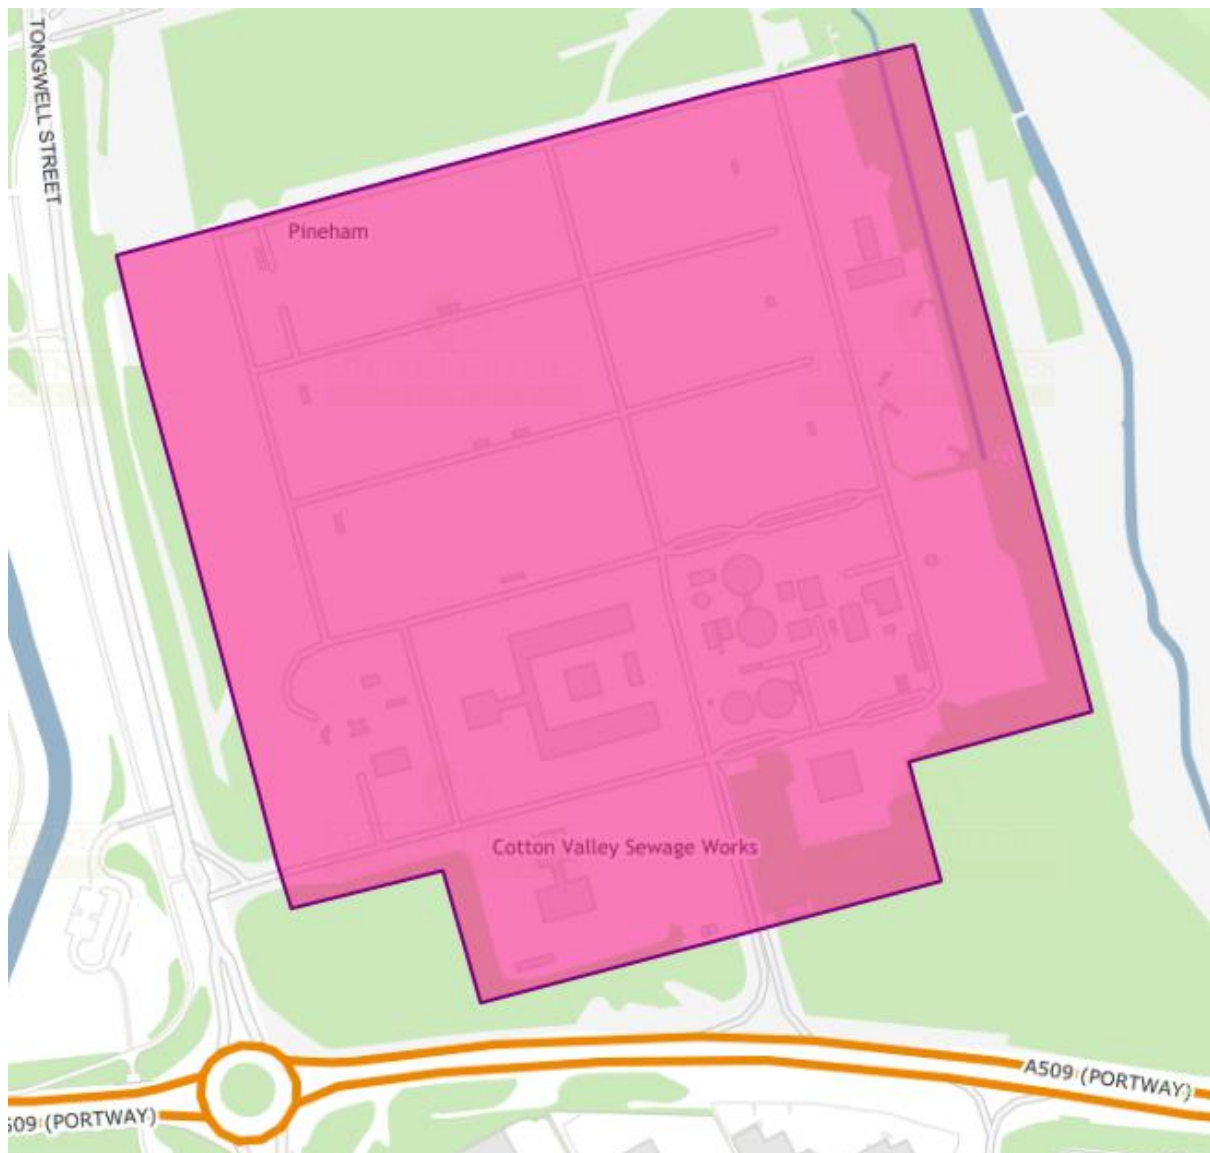 TONGWELL STREET
Pineham
Cotton Valley Sewage Works
A509 (PORTWAY)
509 (PORTWAY)